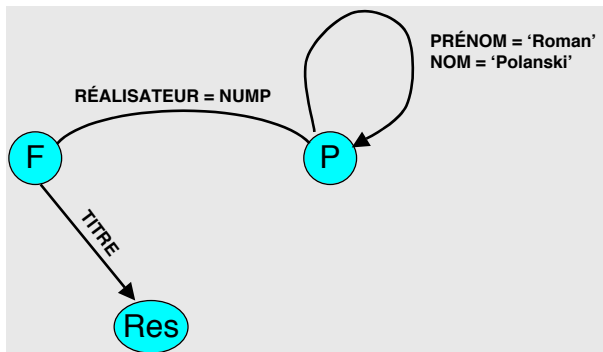 PRÉNOM = ‘Roman’
NOM = ‘Polanski’
RÉALISATEUR = NUMP
F
P
TITRE
Res